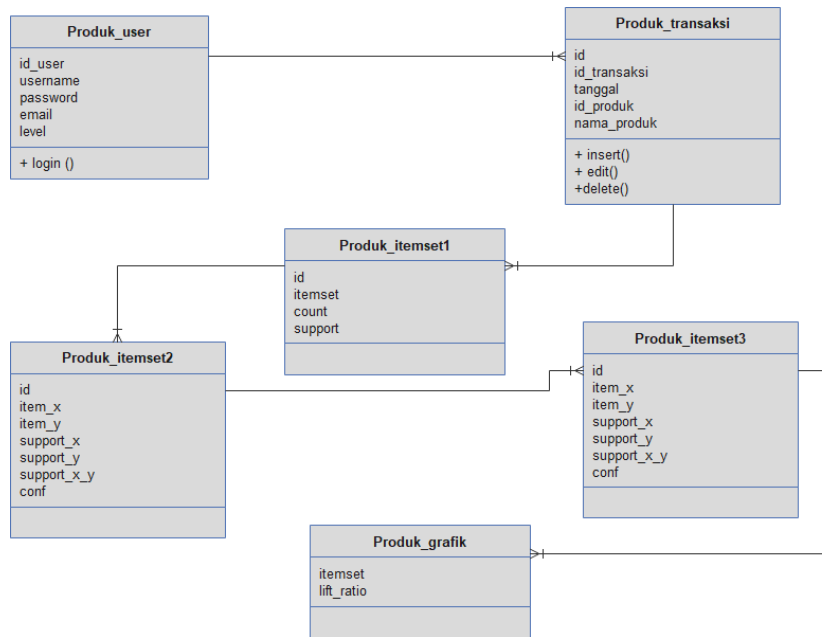 Produk_user
id_user
username
password
email
level
+ login ()
Produk_transaksi
id
id_transaksi
tanggal
id_produk
nama_produk
+ insert()
+ edit()
+delete()
Produk_itemset1
id
itemset
count
support
Produk_itemset2
id
item_x
item_y
support_x
support_y
support_x_y
conf
Produk_itemset3
id
item_x
item_y
support_x
support_y
support_x_y
conf
Produk_grafik
itemset
lift_ratio